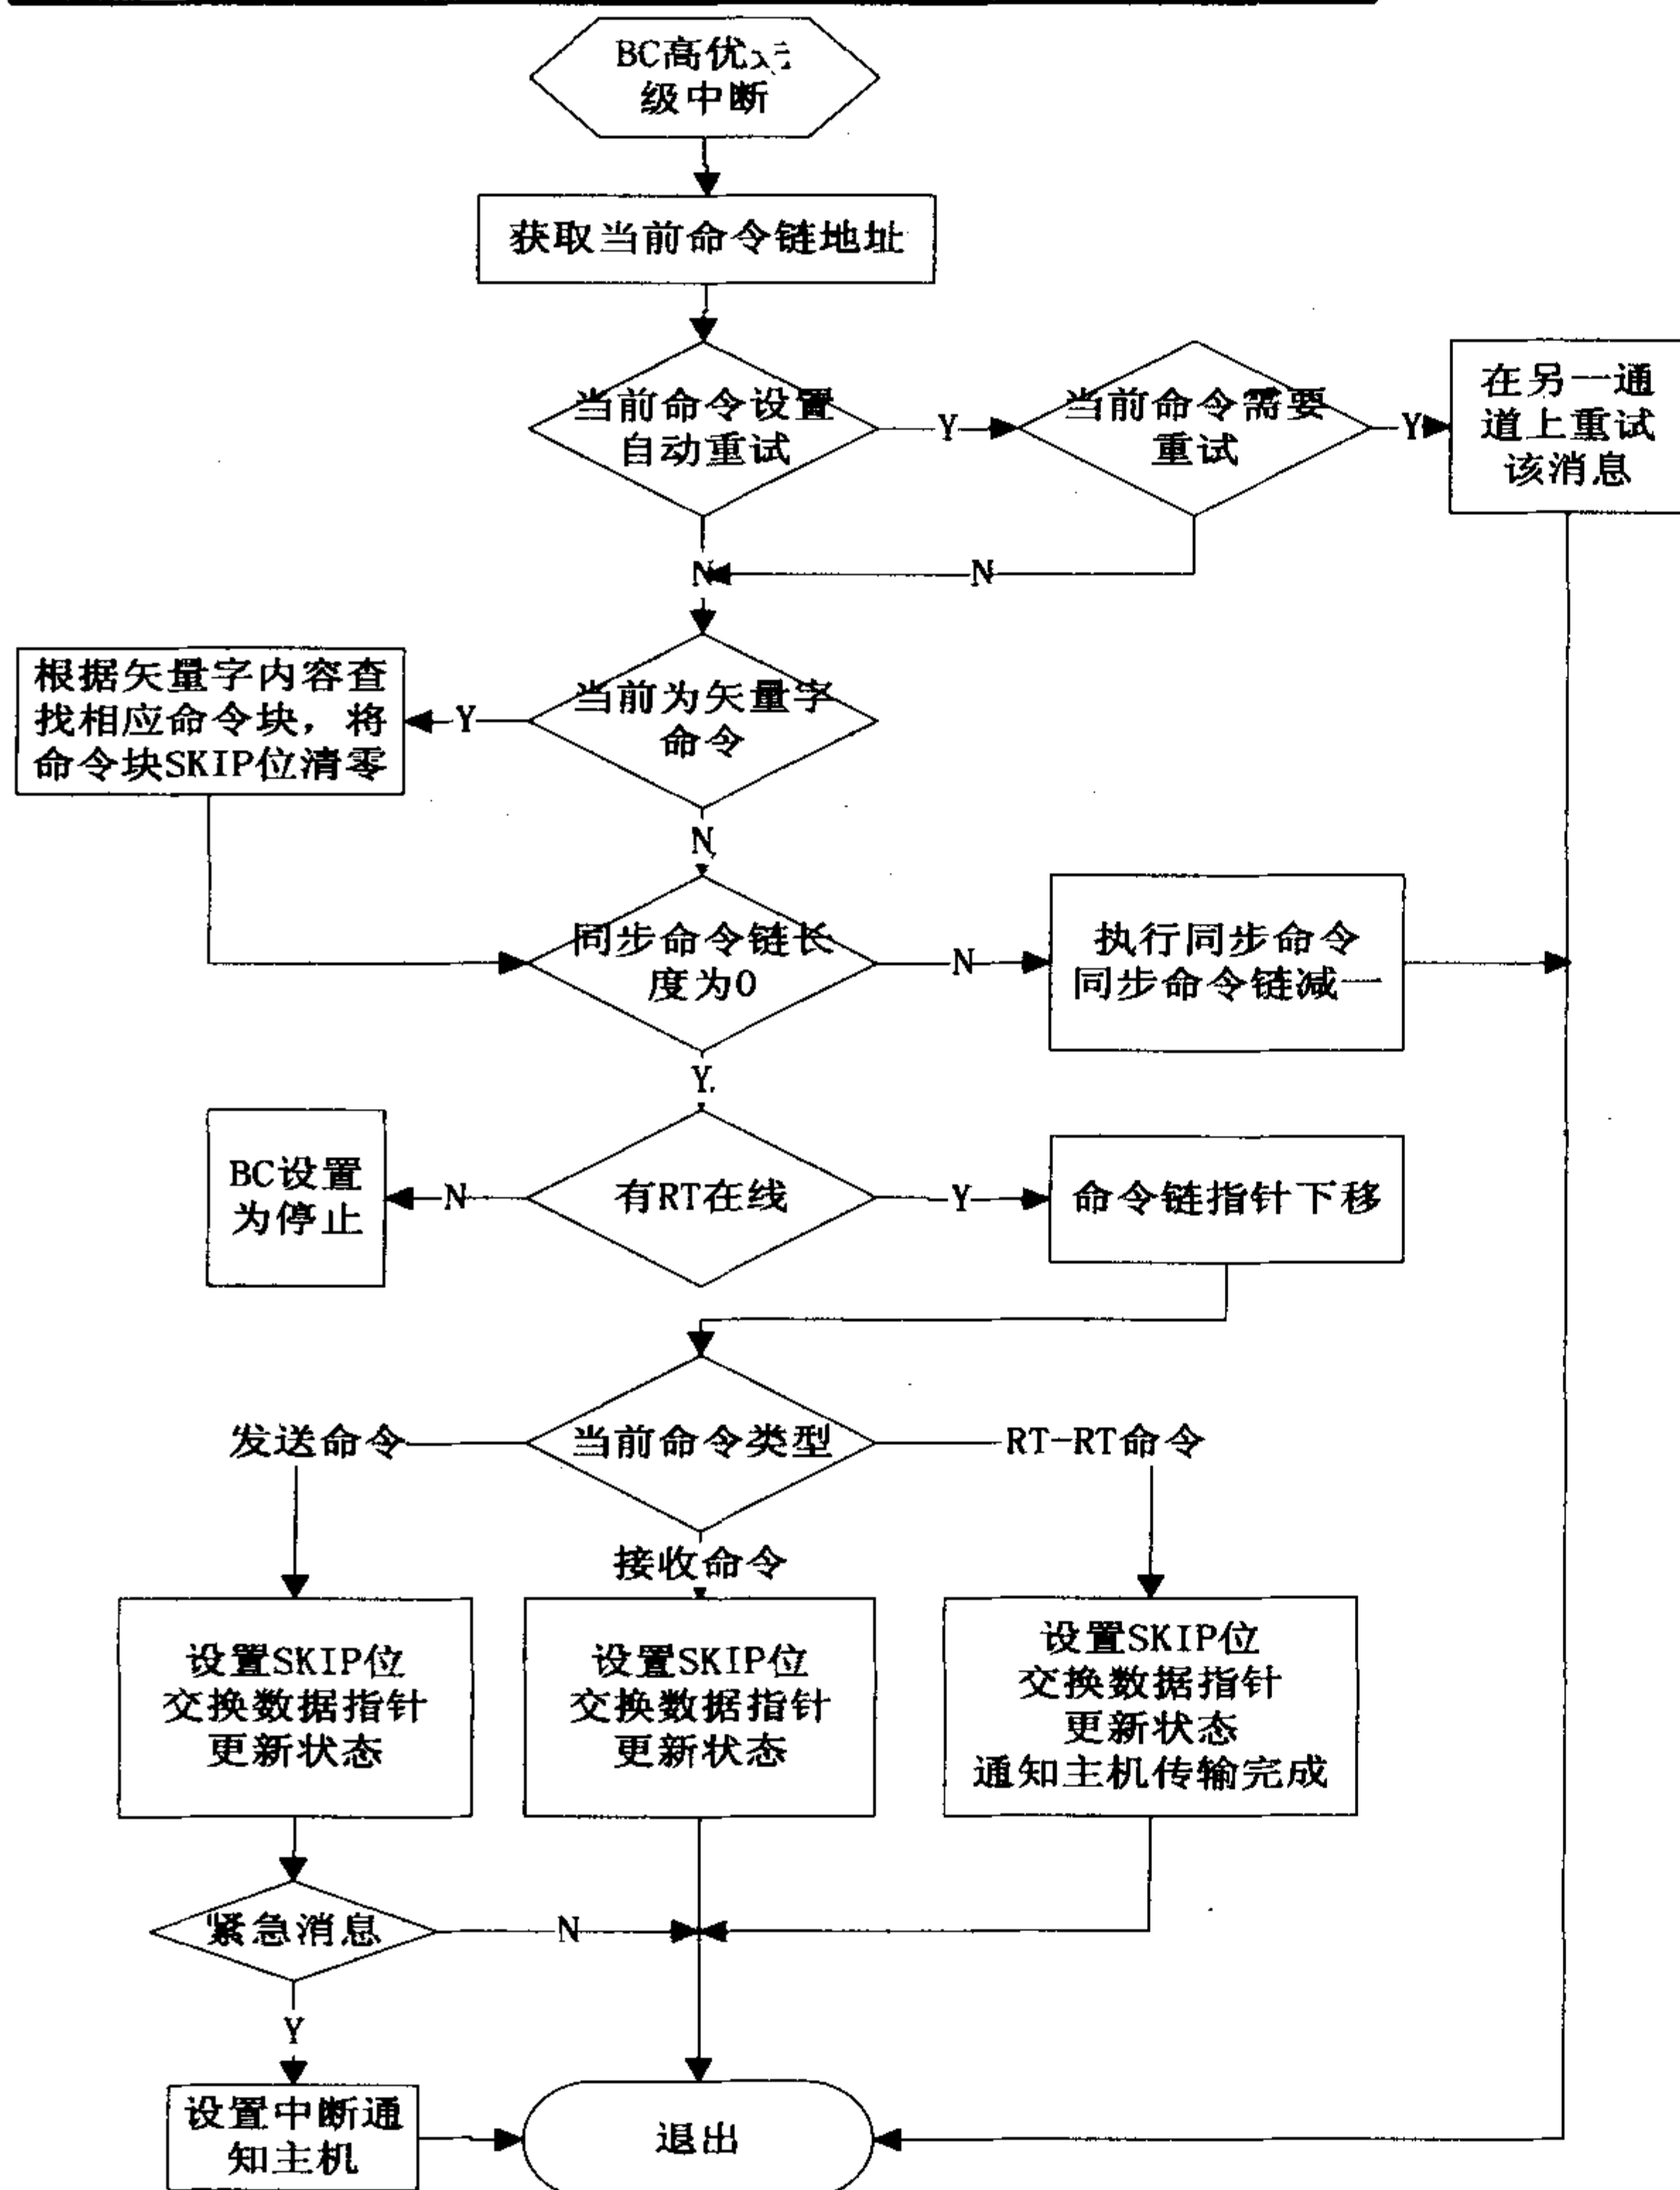 BC高优
级中断
获取当前命令链地址
当前命令设置
自动重试
Y
当前命令需要
重试
Y
在另一通
道上重试
该消息
N
N
根据矢量字内容查
找相应命令块，将
命令块SKIP位清零
Y
当前为矢量字
命令
N
同步命令链长
度为0
N
执行同步命令
同步命令链减一
Y
BC设置
为停止
N
有RT在线
Y
命令链指针下移
发送命令
当前命令类型
RT-RT命令
接收命令
设置SKIP位
交换数据指针
更新状态
设置SKIP位
交换数据指针
更新状态
设置SKIP位
交换数据指针
更新状态
通知主机传输完成
紧急消息
N
Y
设置中断通
知主机
退出